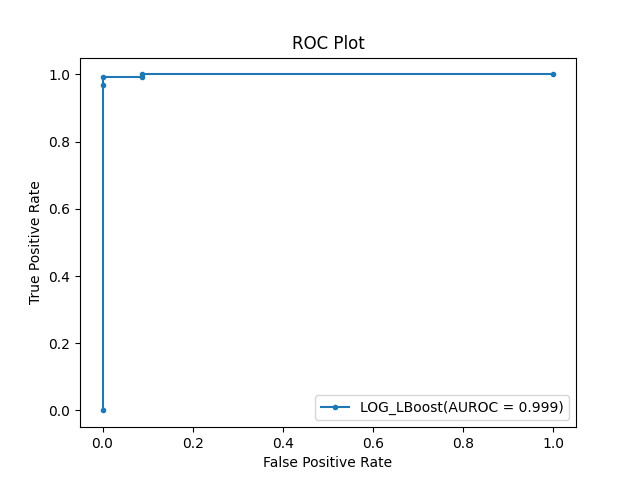 ROC Plot
1.0
0.8
0.6
0.4
0.2
0.0
True Positive Rate
LOG_LBoost(AUROC = 0.999)
0.0 0.2 0.4 0.6 0.8 1.0
False Positive Rate